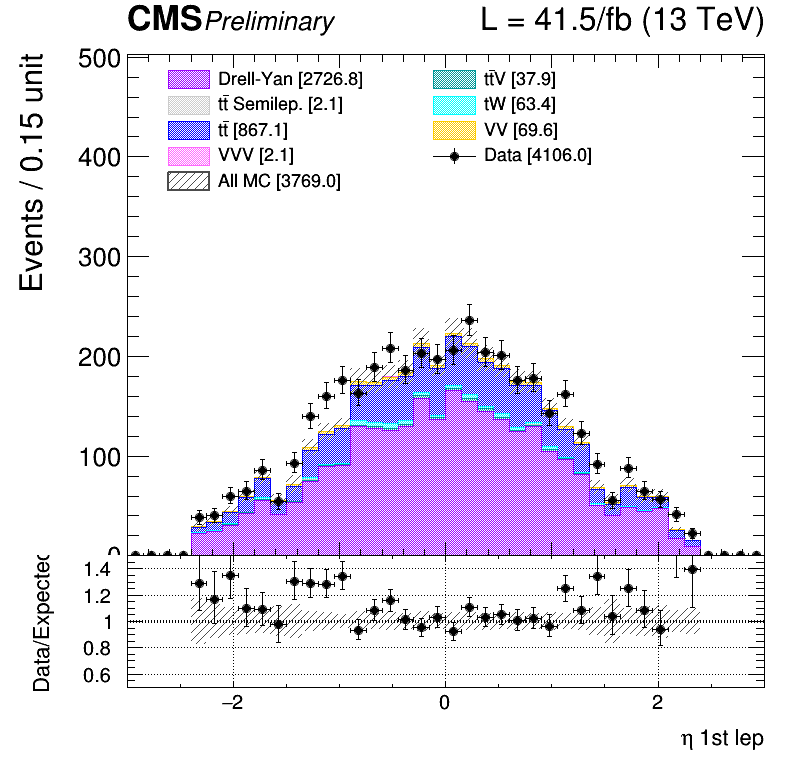 CMS Preliminary L = 41.5/fb (13 TeV)
Events / 0.15 unit
500
400
300
200
100
0
Drell-Yan [2726.8]
tt̄ Semilep. [2.1]
tt̄ [867.1]
VVV [2.1]
All MC [3769.0]
tt̄V [37.9]
tW [63.4]
VV [69.6]
Data [4106.0]
Data/Expected
1.4
1.2
1
0.8
0.6
−2 0 2
η 1st lep